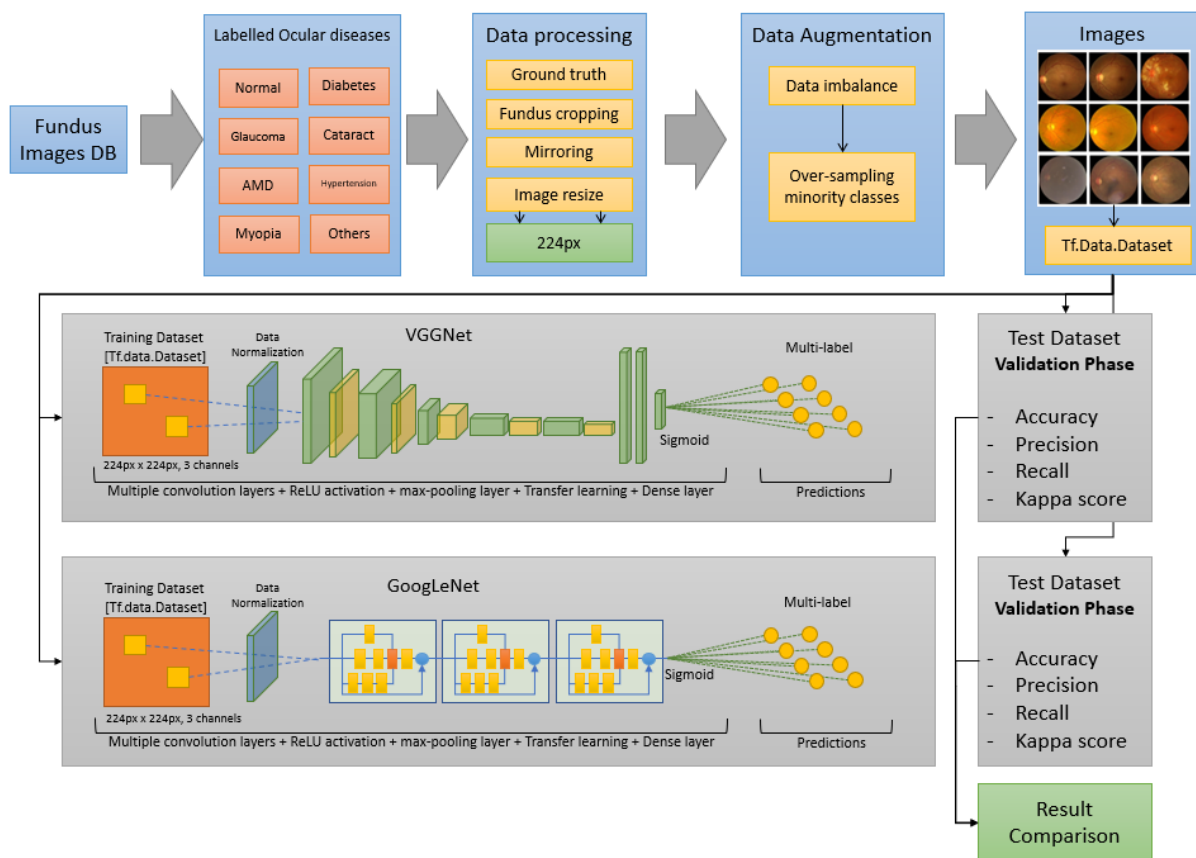 Fundus
Images DB
Labelled Ocular diseases
Normal
Diabetes
Glaucoma
Cataract
AMD
Hypertension
Myopia
Others
Data processing
Ground truth
Fundus cropping
Mirroring
Image resize
224px
Data Augmentation
Data imbalance
Over-sampling
minority classes
Images
Tf.Data.Dataset
VGGNet
Training Dataset
[Tf.data.Dataset]
Data
Normalization
224px x 224px, 3 channels
Sigmoid
Multi-label
Multiple convolution layers + ReLU activation + max-pooling layer + Transfer learning + Dense layer
Predictions
Test Dataset
Validation Phase
- Accuracy
- Precision
- Recall
- Kappa score
GoogLeNet
Training Dataset
[Tf.data.Dataset]
Data
Normalization
224px x 224px, 3 channels
Sigmoid
Multi-label
Multiple convolution layers + ReLU activation + max-pooling layer + Transfer learning + Dense layer
Predictions
Test Dataset
Validation Phase
- Accuracy
- Precision
- Recall
- Kappa score
Result
Comparison